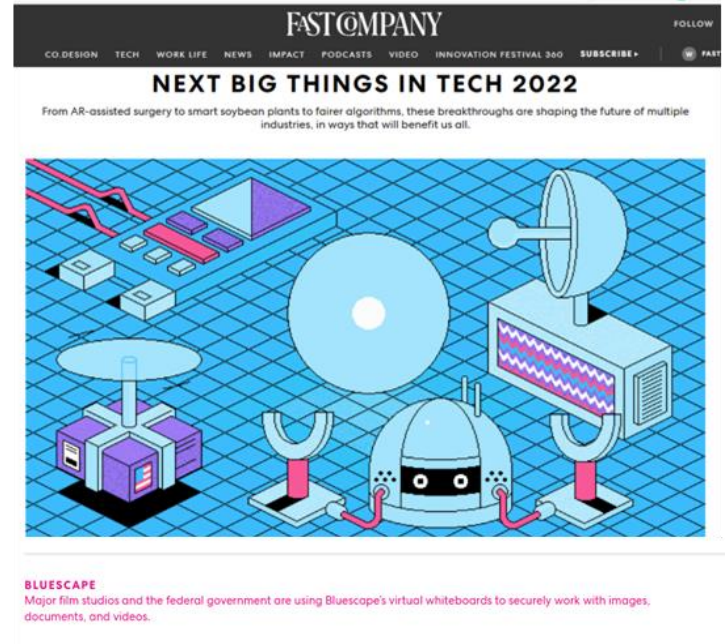 FAST COMPANY
FOLLOW
CO.DESIGN TECH WORK LIFE NEWS IMPACT PODCASTS VIDEO INNOVATION FESTIVAL 360 SUBSCRIBE W FAST
NEXT BIG THINGS IN TECH 2022
From AR-assisted surgery to smart soybean plants to fairer algorithms, these breakthroughs are shaping the future of multiple
industries, in ways that will benefit us all.
BLUESCAPE
Major film studios and the federal government are using Bluescape's virtual whiteboards to securely work with images,
documents, and videos.